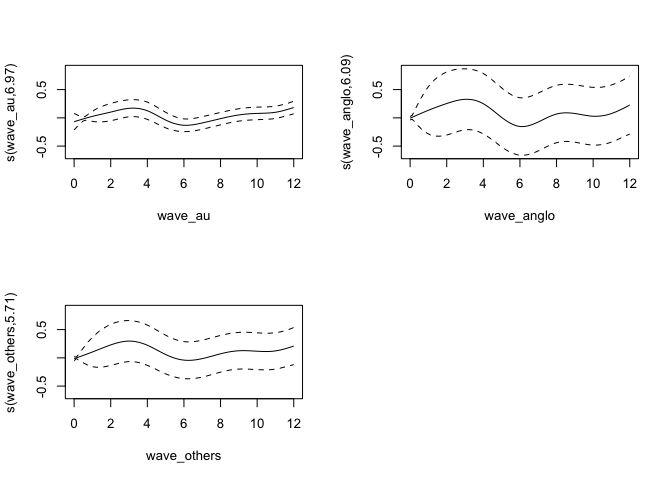 s(wave_au,6.97)
0.5
-0.5
0 2 4 6 8 10 12
wave_au
s(wave_anglo,6.09)
0.5
-0.5
0 2 4 6 8 10 12
wave_anglo
s(wave_others,5.71)
0.5
-0.5
0 2 4 6 8 10 12
wave_others